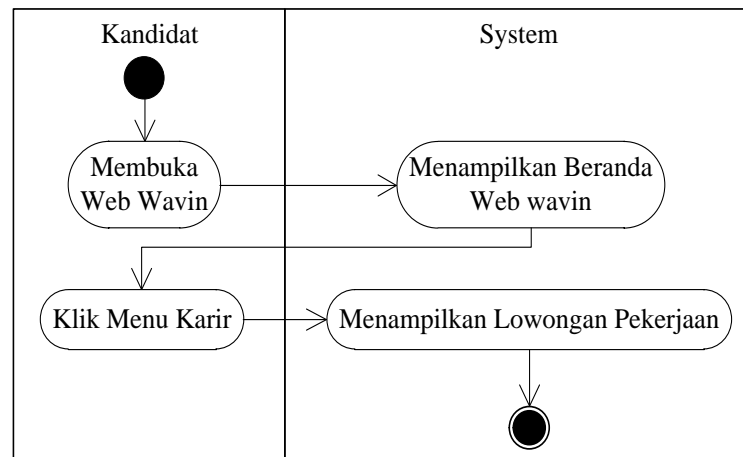 Kandidat
System
Membuka
Web Wavin
Menampilkan Beranda
Web wavin
Klik Menu Karir
Menampilkan Lowongan Pekerjaan